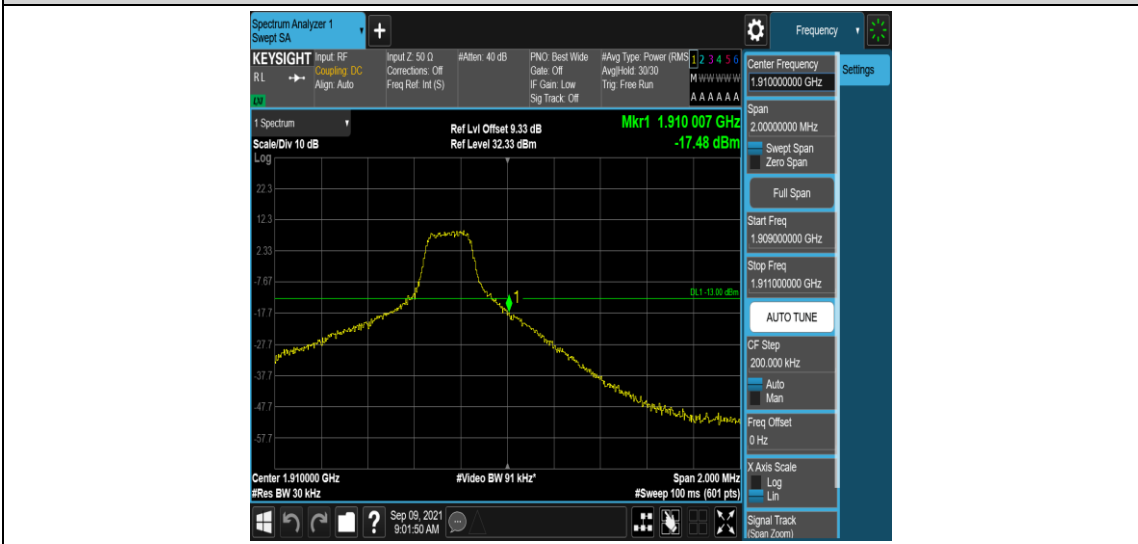 Spectrum Analyzer 1
Swept SA
+
Frequency
KEYSIGHT
RL
LXI
Input: RF
Coupling: DC
Align: Auto
Input Z: 50 Ω
Corrections: Off
Freq Ref: Int (S)
#Atten: 40 dB
PNO: Best Wide
Gate: Off
IF Gain: Low
Sig Track: Off
#Avg Type: Power (RMS
Avg|Hold: 30/30
Trig: Free Run
1 2 3 4 5 6
M W W W W W
A A A A A A
1 Spectrum
Scale/Div 10 dB
Ref Lvl Offset 9.33 dB
Ref Level 32.33 dBm
Mkr1 1.910 007 GHz
-17.48 dBm
Log
22.3
12.3
2.33
-7.67
-17.7
-27.7
-37.7
-47.7
-57.7
DL1 -13.00 dBm
1
Center 1.910000 GHz
#Res BW 30 kHz
#Video BW 91 kHz*
Span 2.000 MHz
#Sweep 100 ms (601 pts)
Center Frequency
1.910000000 GHz
Settings
Span
2.00000000 MHz
Swept Span
Zero Span
Full Span
Start Freq
1.909000000 GHz
Stop Freq
1.911000000 GHz
AUTO TUNE
CF Step
200.000 kHz
Auto
Man
Freq Offset
0 Hz
X Axis Scale
Log
Lin
Signal Track
(Span Zoom)
?
Sep 09, 2021
9:01:50 AM